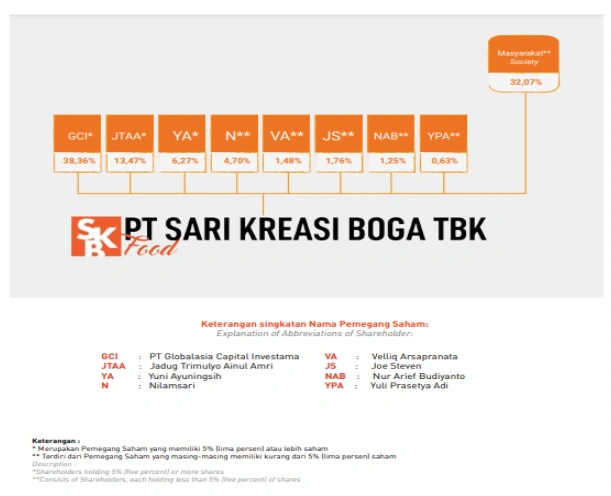 Masyarakat**
Society
32,07%
GCI* JTAA* YA* N** VA** JS** NAB** YPA**
38,36% 13,47% 6,27% 4,70% 1,48% 1,76% 1,25% 0,63%
SKB Food PT SARI KREASI BOGA TBK
Keterangan singkatan Nama Pemegang Saham:
Explanation of Abbreviations of Shareholder:
GCI : PT Globalasia Capital Investama VA : Velliq Arsapranata
JTAA : Jadug Trimulyo Ainul Amri JS : Joe Steven
YA : Yuni Ayuningsih NAB : Nur Arief Budiyanto
N : Nilamsari YPA : Yuli Prasetya Adi
Keterangan :
* Merupakan Pemegang Saham yang memiliki 5% (lima persen) atau lebih saham
** Terdiri dari Pemegang Saham yang masing-masing memiliki kurang dari 5% (lima persen) saham
Description :
*Shareholders holding 5% (five percent) or more shares
**Consists of Shareholders, each holding less than 5% (five percent) of shares